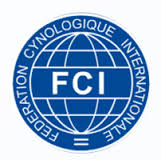 FEDERATION CYNOLOGIQUE INTERNATIONALE
FCI